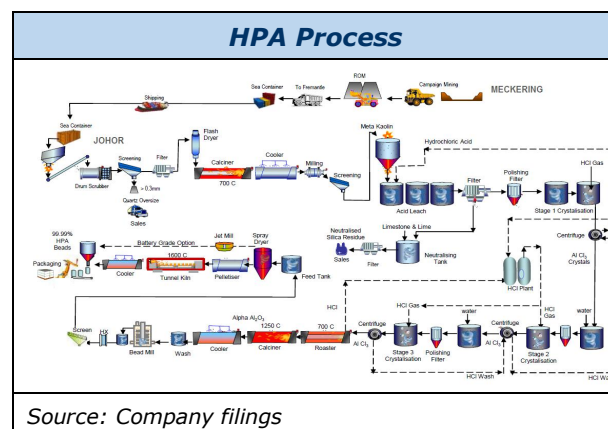 HPA Process
MECKERING
Campaign Mining
ROM
To Fremantle
Sea Container
Shipping
Sea Container
JOHOR
Drum Scrubber
Screening
> 0.3mm
Quartz Oversize
Sales
Filter
Flash
Dryer
Calciner
700 C
Cooler
Milling
Screening
Meta Kaolin
Hydrochloric Acid
Acid Leach
Filter
Polishing
Filter
HCl Gas
Stage 1 Crystalisation
Centrifuge
Al Cl3
Crystals
Limestone & Lime
Neutralising
Tank
Filter
Neutralised
Silica Residue
Sales
HCl Plant
HCl
HCl Gas
HCl
Gas
water
Stage 2
Crystalisation
Centrifuge
Al Cl3
water
HCl Wa
HCl Wash
Polishing
Filter
Stage 3
Crystalisation
Centrifuge
Al Cl3
Roaster
700 C
Calciner
1250 C
Alpha Al2O3
Cooler
Wash
Bead Mill
HX
Screen
Feed Tank
Spray
Dryer
Jet Mill
Pelletiser
Battery Grade Option
1600 C
Tunnel Kiln
Cooler
99.99%
HPA
Beads
Packaging
Source: Company filings